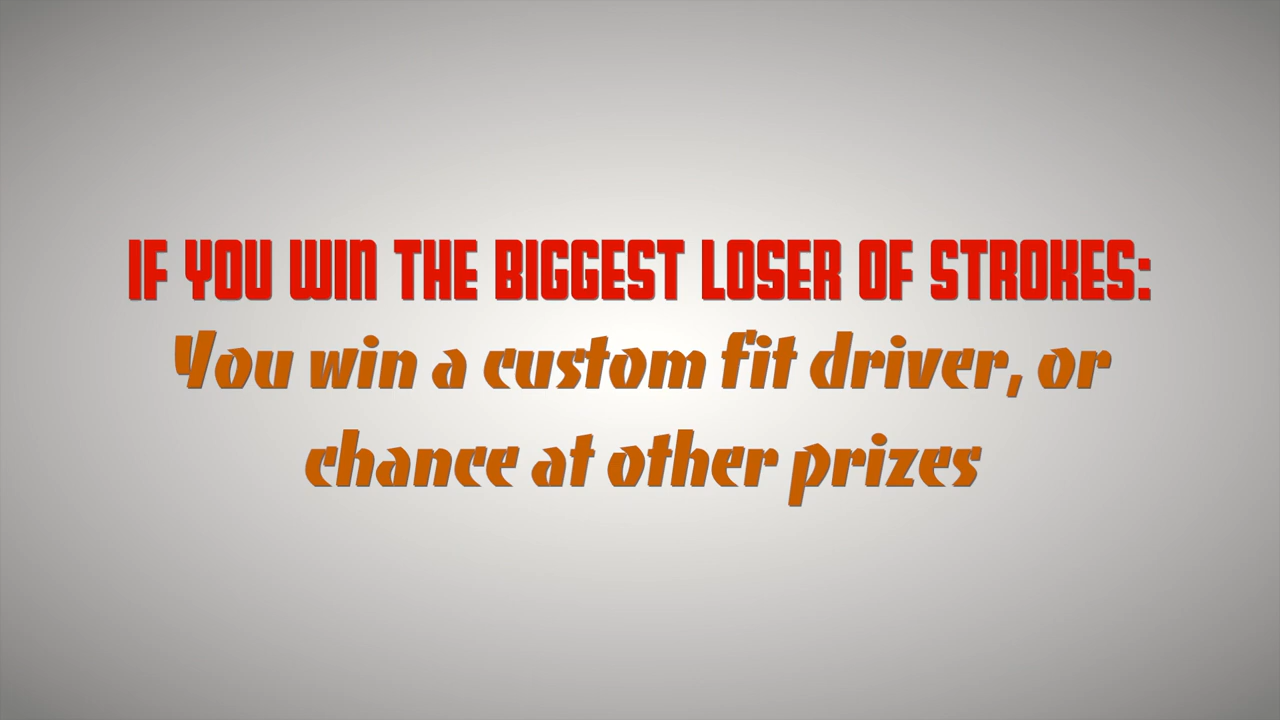 IF YOU WIN THE BIGGEST LOSER OF STROKES:
You win a custom fit driver, or
chance at other prizes